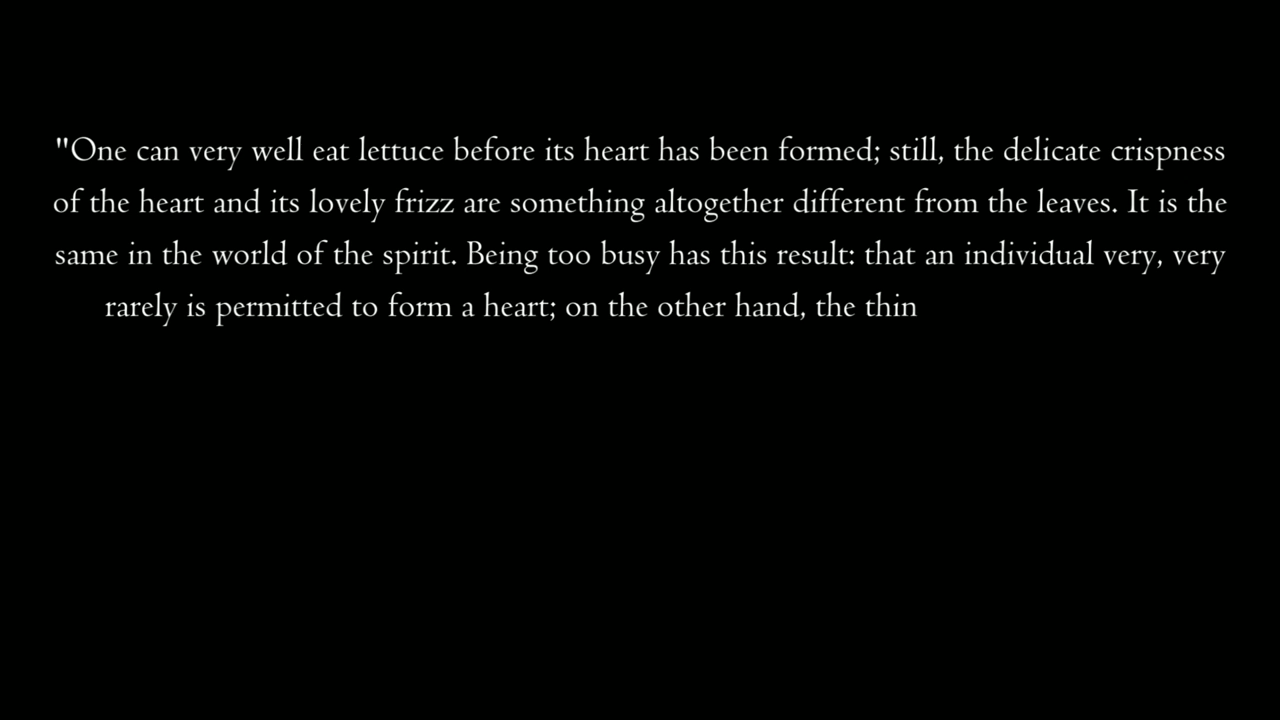 "One can very well eat lettuce before its heart has been formed; still, the delicate crispness
of the heart and its lovely frizz are something altogether different from the leaves. It is the
same in the world of the spirit. Being too busy has this result: that an individual very, very
rarely is permitted to form a heart; on the other hand, the thin